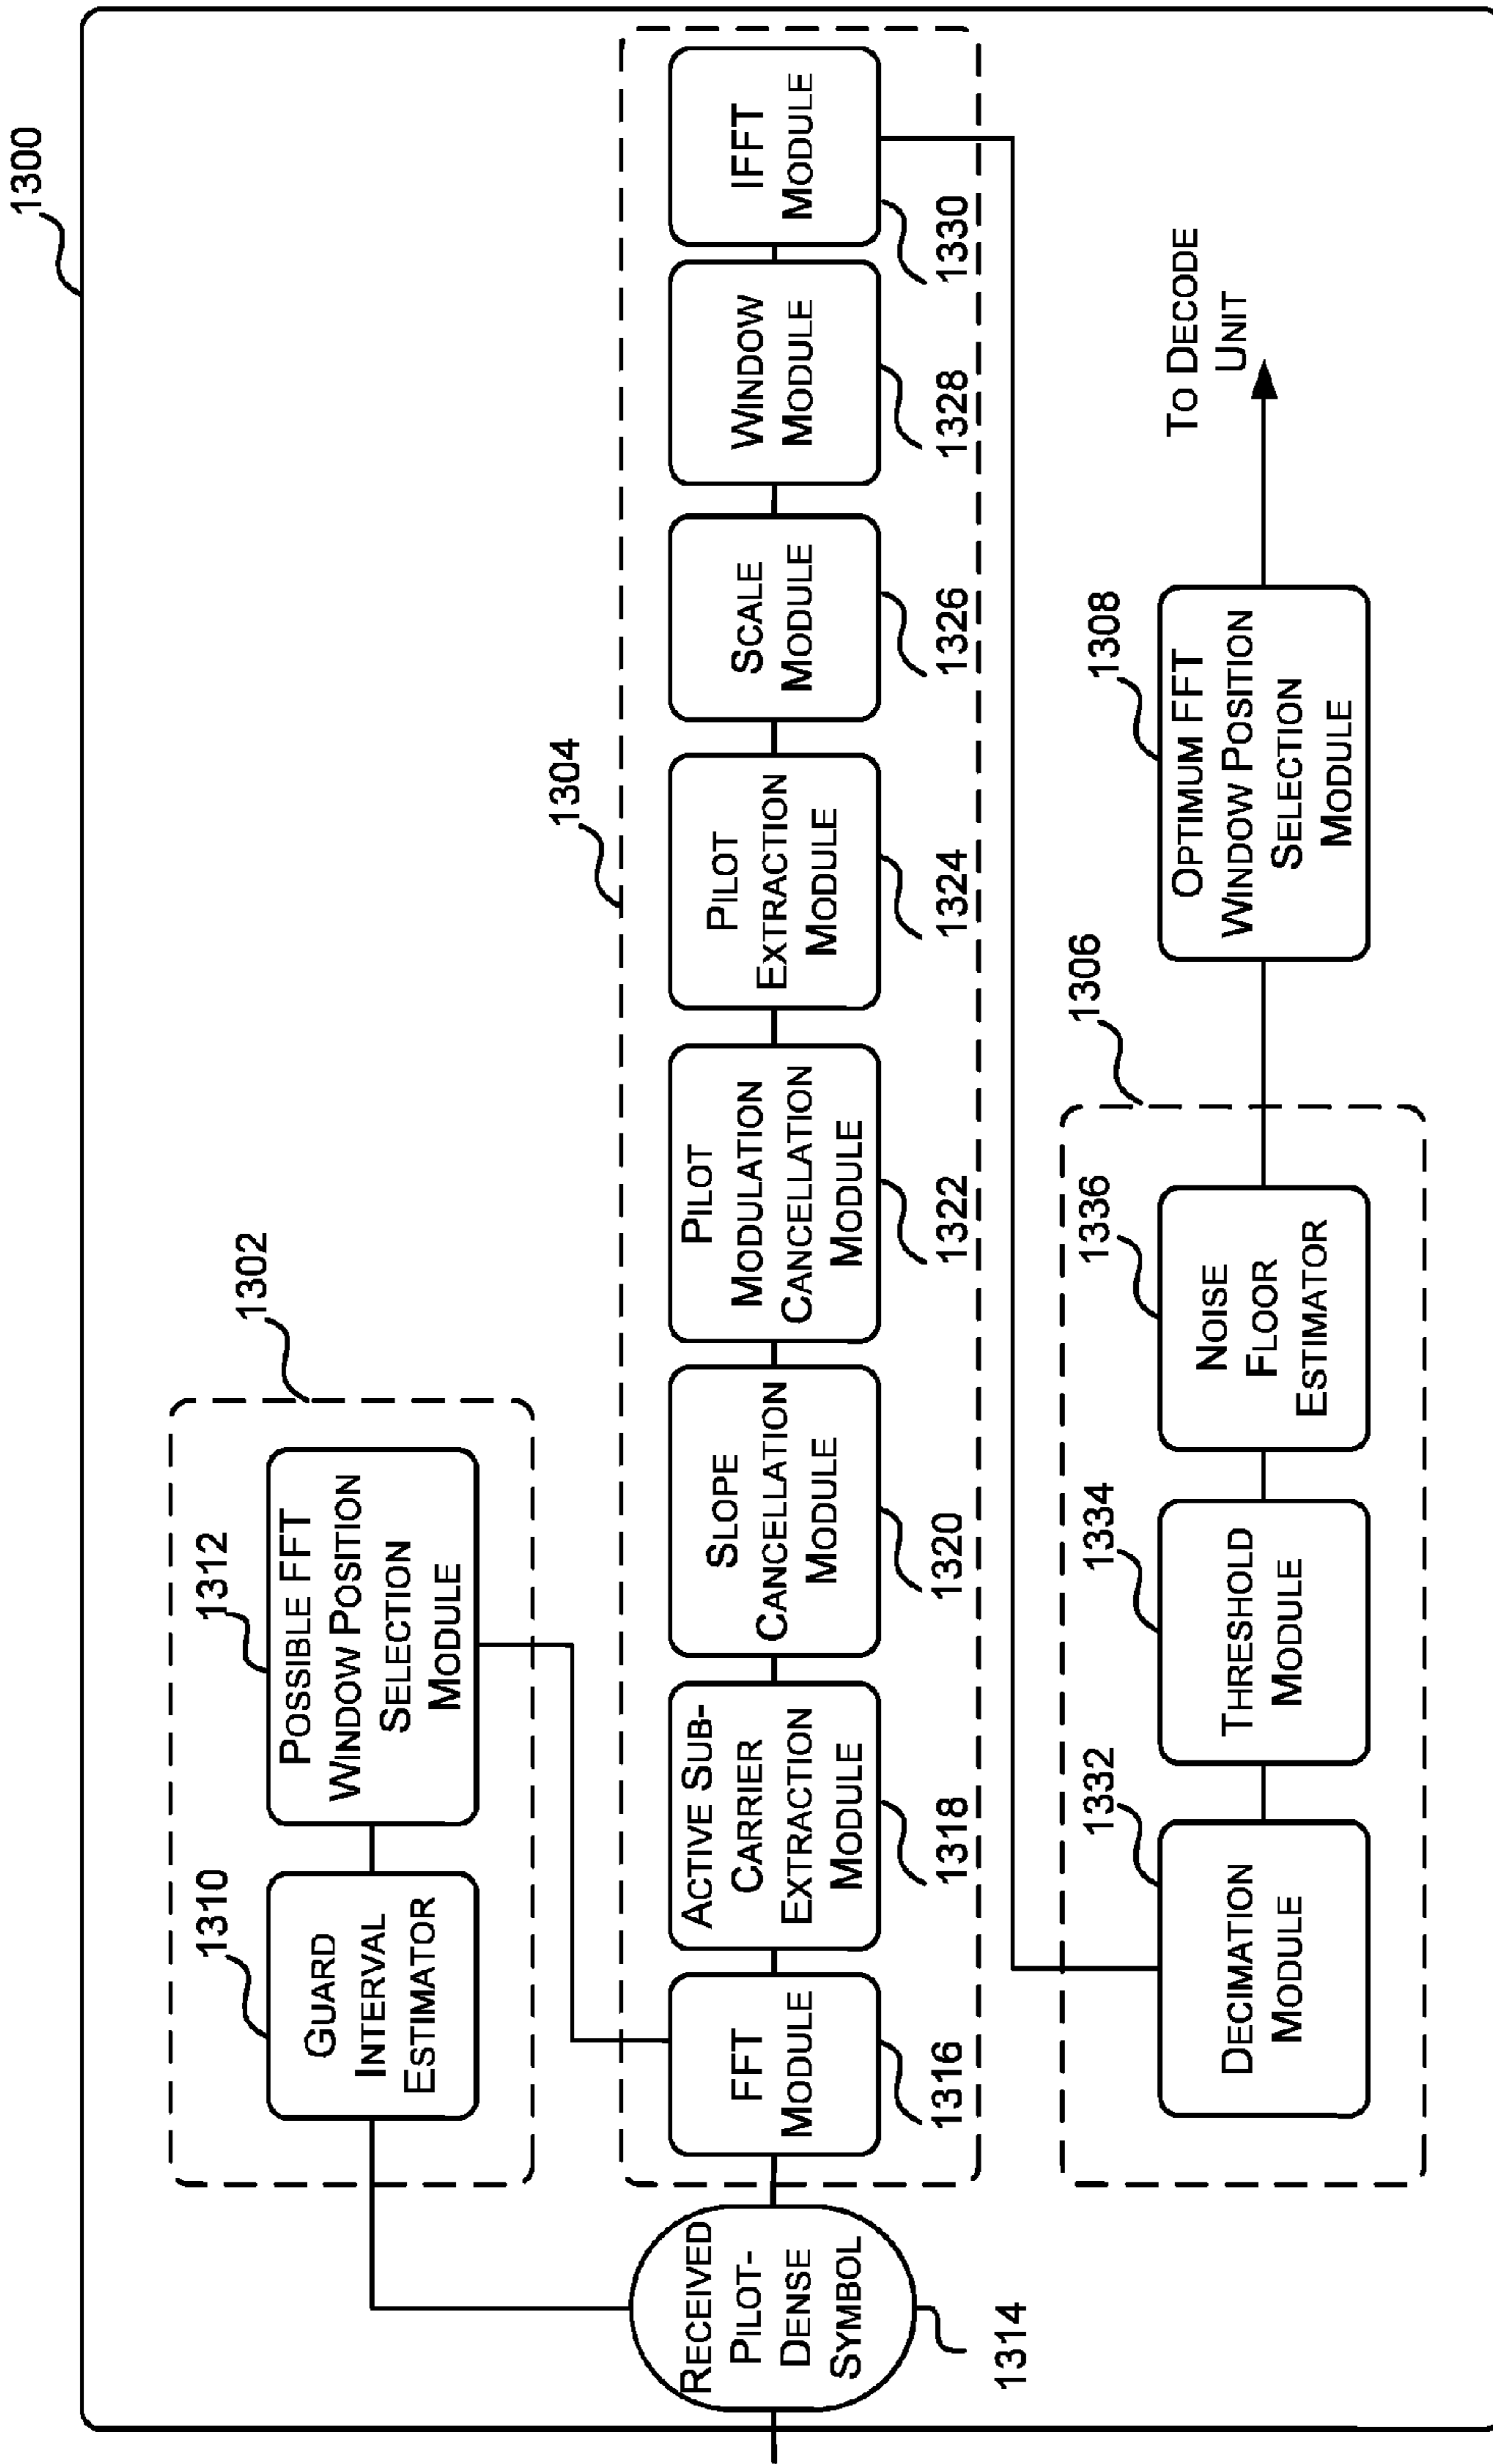 1300
1302
1310
GUARD
INTERVAL
ESTIMATOR
1312
POSSIBLE FFT
WINDOW POSITION
SELECTION
MODULE
1304
RECEIVED
PILOT-
DENSE
SYMBOL
1314
FFT
MODULE
1316
ACTIVE SUB-
CARRIER
EXTRACTION
MODULE
1318
SLOPE
CANCELLATION
MODULE
1320
PILOT
MODULATION
CANCELLATION
MODULE
1322
PILOT
EXTRACTION
MODULE
1324
SCALE
MODULE
1326
WINDOW
MODULE
1328
IFFT
MODULE
1330
1306
1332
DECIMATION
MODULE
1334
THRESHOLD
MODULE
1336
NOISE
FLOOR
ESTIMATOR
1308
OPTIMUM FFT
WINDOW POSITION
SELECTION
MODULE
TO DECODE
UNIT